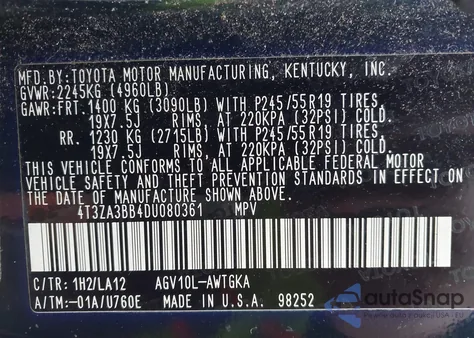 MFD.BY:TOYOTA MOTOR MANUFACTURING, KENTUCKY, INC.
GVWR:2245KG (4960LB)
GAWR:FRT. 1400 KG (3090LB) WITH P245/55R19 TIRES,
19X7.5J RIMS, AT 220KPA (32PSI) COLD.
RR. 1230 KG (2715LB) WITH P245/55R19 TIRES,
19X7.5J RIMS, AT 220KPA (32PSI) COLD.
THIS VEHICLE CONFORMS TO ALL APPLICABLE FEDERAL MOTOR
VEHICLE SAFETY AND THEFT PREVENTION STANDARDS IN EFFECT ON
THE DATE OF MANUFACTURE SHOWN ABOVE.
4T3ZA3BB4DU080361 MPV
C/TR: 1H2/LA12 AGV10L-AWTGKA
A/TM:-01A/U760E MADE IN U.S.A. 98252
autoSnap